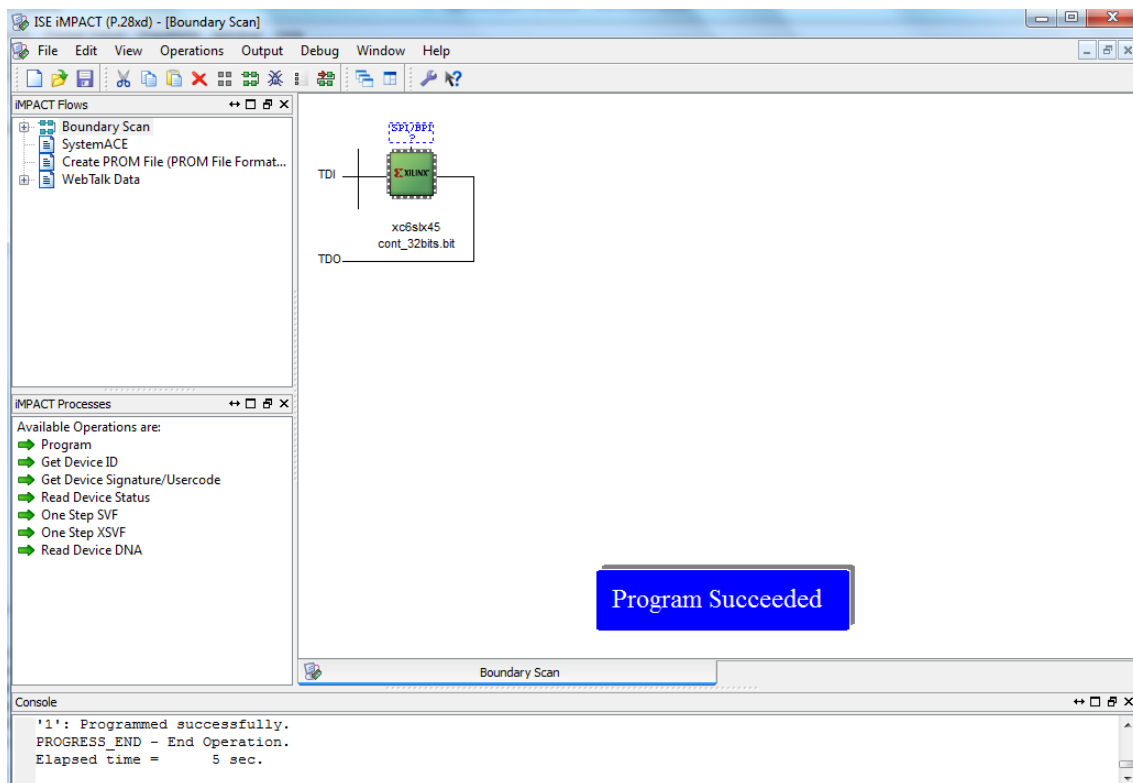 ISE iMPACT (P.28xd) - [Boundary Scan]
File Edit View Operations Output Debug Window Help
iMPACT Flows
Boundary Scan
SystemACE
Create PROM File (PROM File Format...
WebTalk Data
SPI/BPI
?
TDI
XILINX
xc6slx45
cont_32bits.bit
TDO
iMPACT Processes
Available Operations are:
Program
Get Device ID
Get Device Signature/Usercode
Read Device Status
One Step SVF
One Step XSVF
Read Device DNA
Program Succeeded
Boundary Scan
Console
'1': Programmed successfully.
PROGRESS_END - End Operation.
Elapsed time =      5 sec.